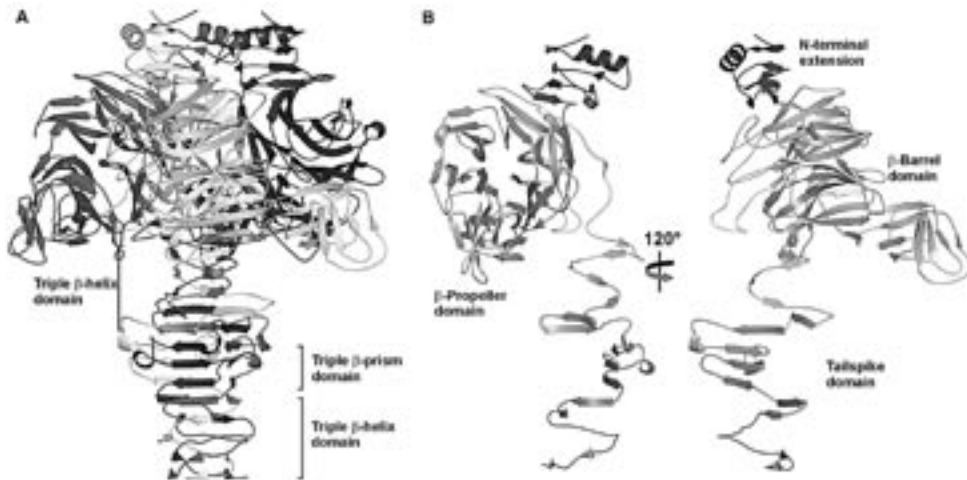 A
B
N-terminal
extension
β-Barrel
domain
120°
Triple β-helix
domain
β-Propeller
domain
Triple β-prism
domain
Tailspike
domain
Triple β-helix
domain